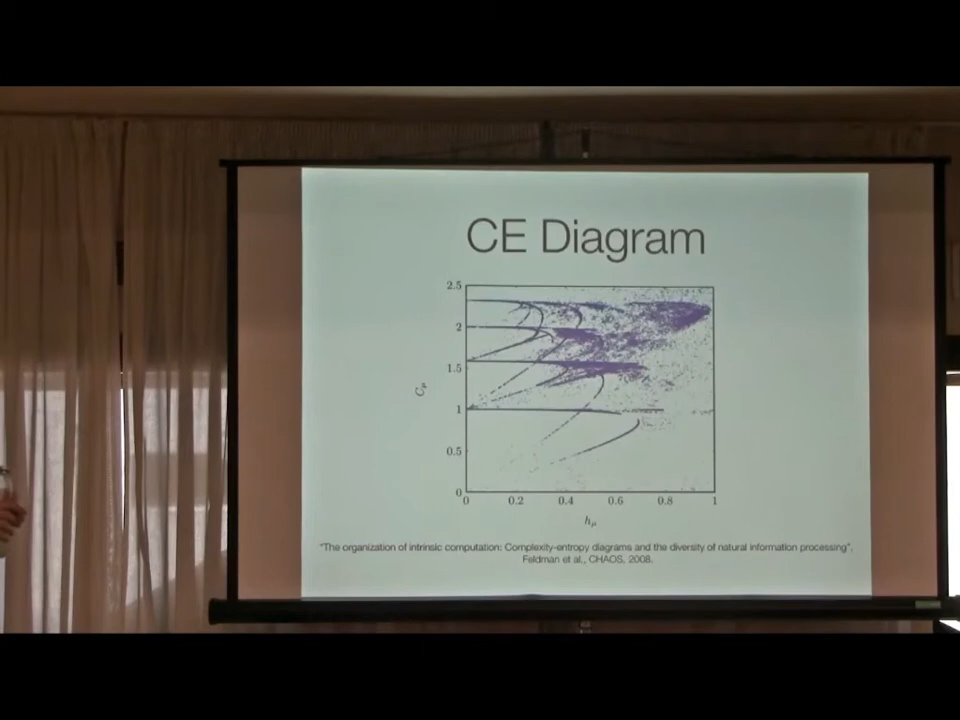 CE Diagram
2.5
2
1.5
1
0.5
0
Cμ
0 0.2 0.4 0.6 0.8 1
hμ
"The organization of intrinsic computation: Complexity-entropy diagrams and the diversity of natural information processing",
Feldman et al., CHAOS, 2008.